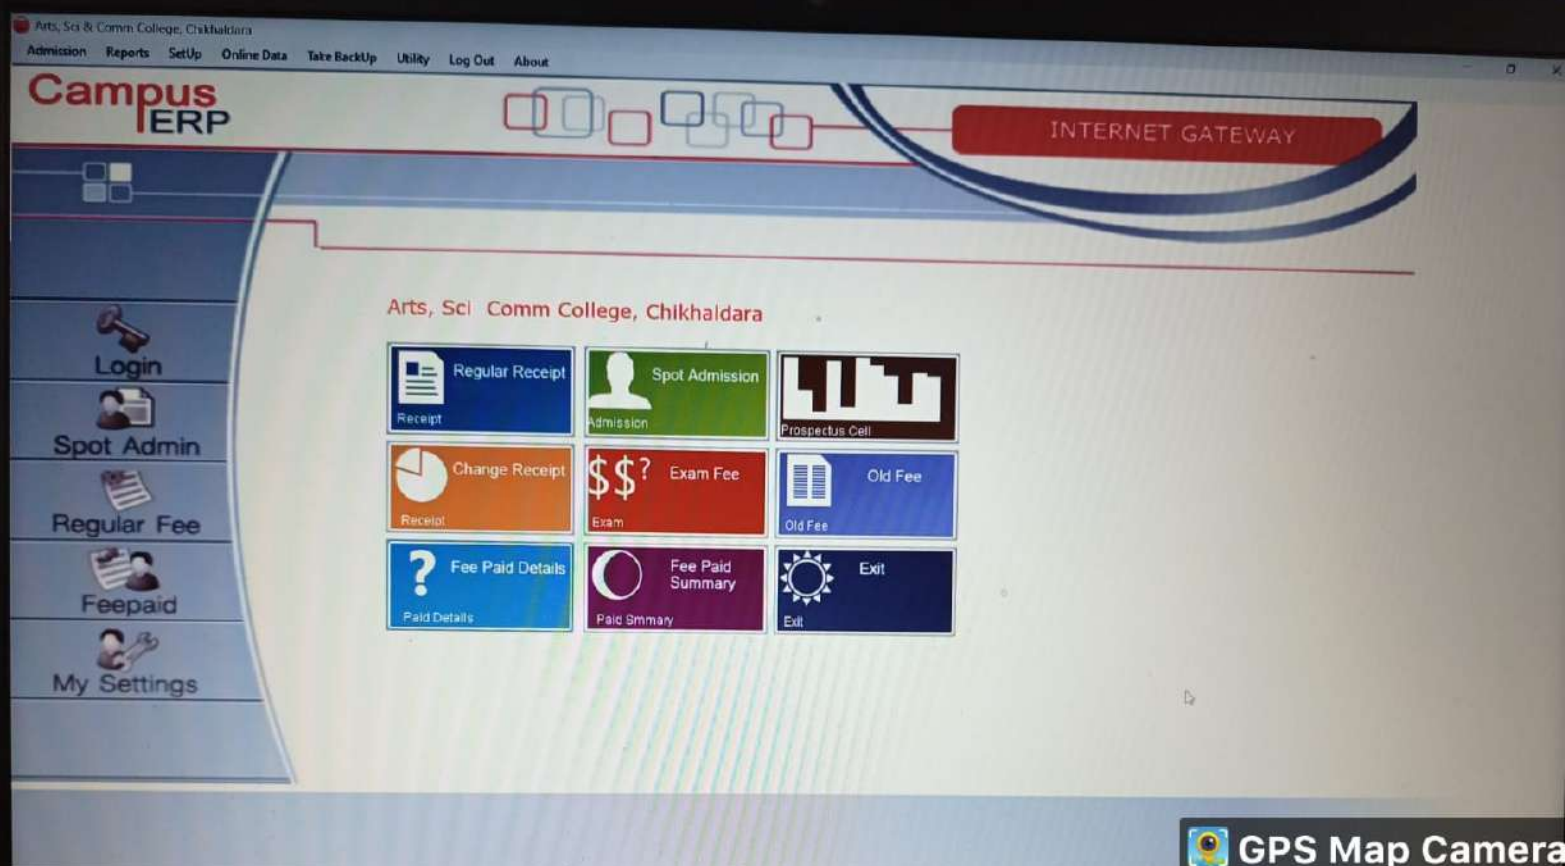 Arts, Sci & Comm College, Chikhaldara
Admission Reports SetUp Online Data Take BackUp Utility Log Out About
Campus
ERP
INTERNET GATEWAY
Arts, Sci Comm College, Chikhaldara
Login
Spot Admin
Regular Fee
Feepaid
My Settings
Regular Receipt
Receipt
Spot Admission
Admission
Prospectus Cell
Change Receipt
Receipt
$$? Exam Fee
Exam
Old Fee
Old Fee
? Fee Paid Details
Paid Details
Fee Paid
Summary
Paid Smmary
Exit
Exit
GPS Map Camera